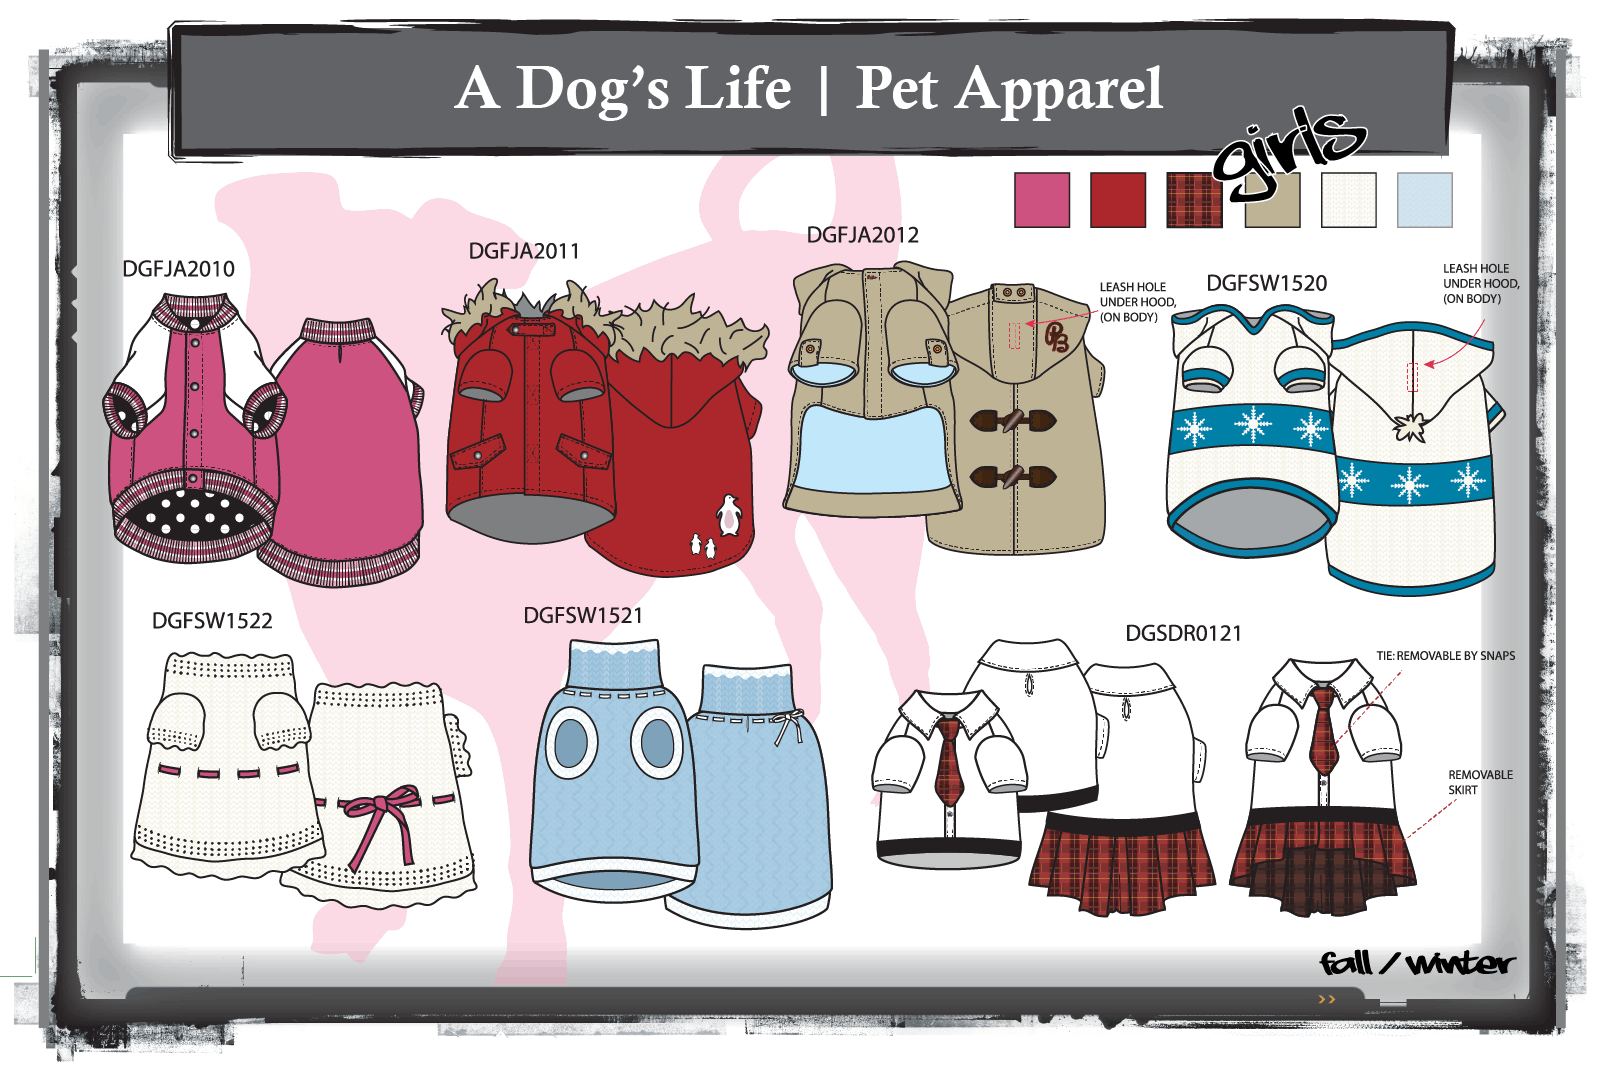 A Dog's Life | Pet Apparel
girls
DGFJA2010
DGFJA2011
DGFJA2012
LEASH HOLE
UNDER HOOD,
(ON BODY)
DGFSW1520
LEASH HOLE
UNDER HOOD,
(ON BODY)
PB
DGFSW1522
DGFSW1521
DGSDR0121
TIE: REMOVABLE BY SNAPS
REMOVABLE
SKIRT
fall / winter
>>